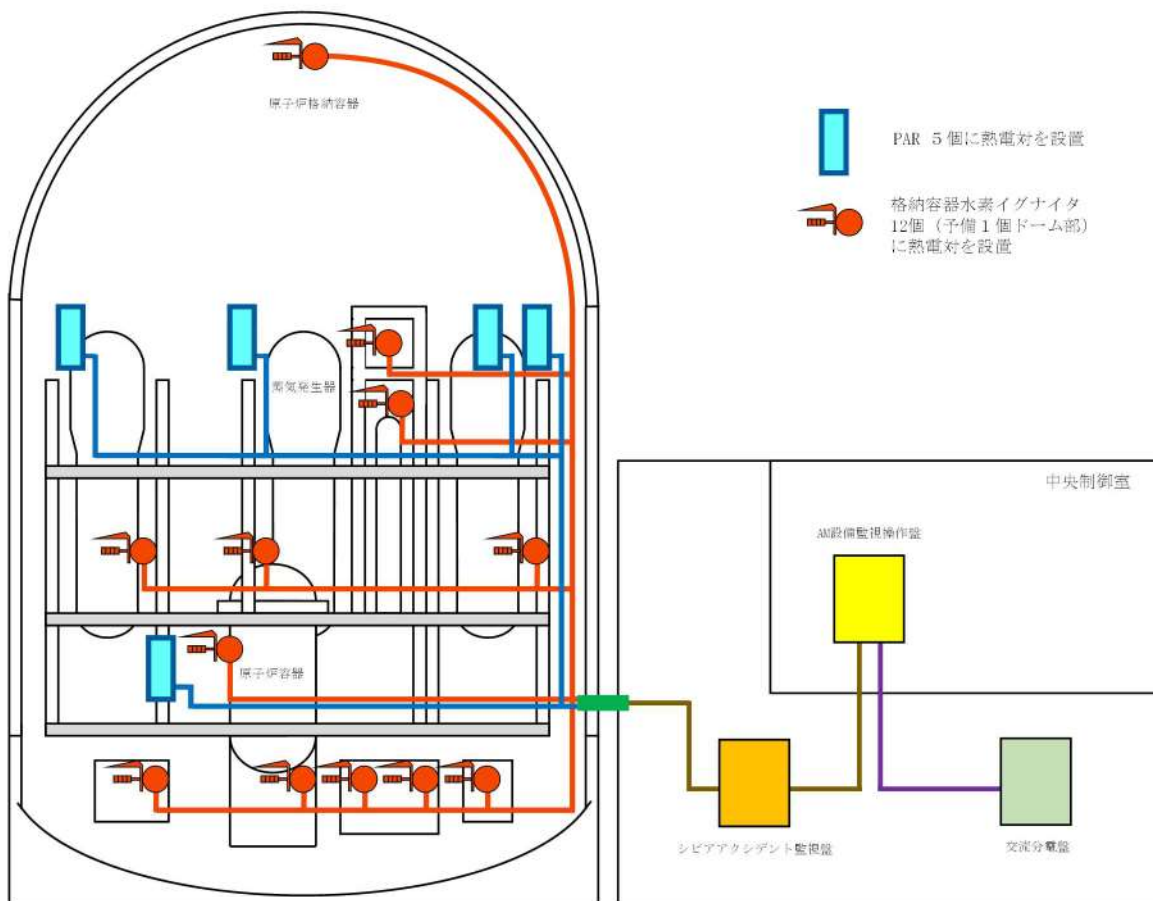 原子炉格納容器
PAR 5個に熱電対を設置
格納容器水素イグナイタ
12個（予備１個ドーム部）
に熱電対を設置
蒸気発生器
中央制御室
AM設備監視操作盤
原子炉容器
シビアアクシデント監視盤
交流分電盤